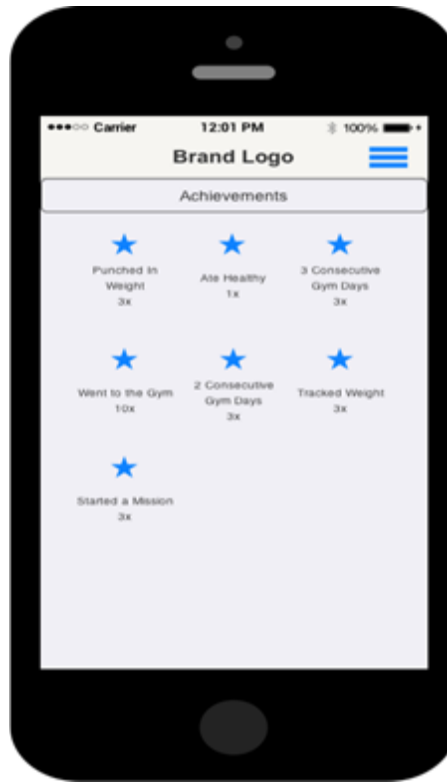 Carrier 12:01 PM 100%
Brand Logo
Achievements
Punched In
Weight
3x
Ate Healthy
1x
3 Consecutive
Gym Days
3x
Went to the Gym
10x
2 Consecutive
Gym Days
3x
Tracked Weight
3x
Started a Mission
3x